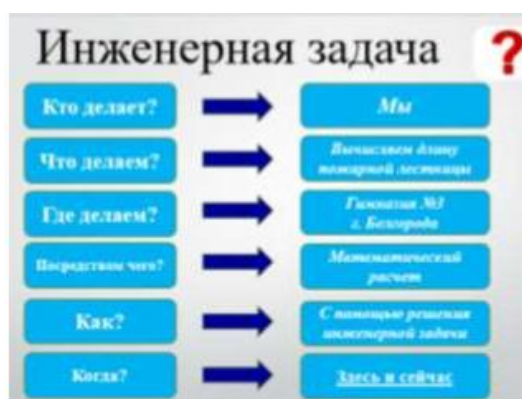 Инженерная задача ?
Кто делает?
Мы
Что делаем?
Вычисляем длину
пожарной лестницы
Где делаем?
Гимназия №3
г. Белгорода
Посредством чего?
Математический
расчет
Как?
С помощью решения
инженерной задачи
Когда?
Здесь и сейчас